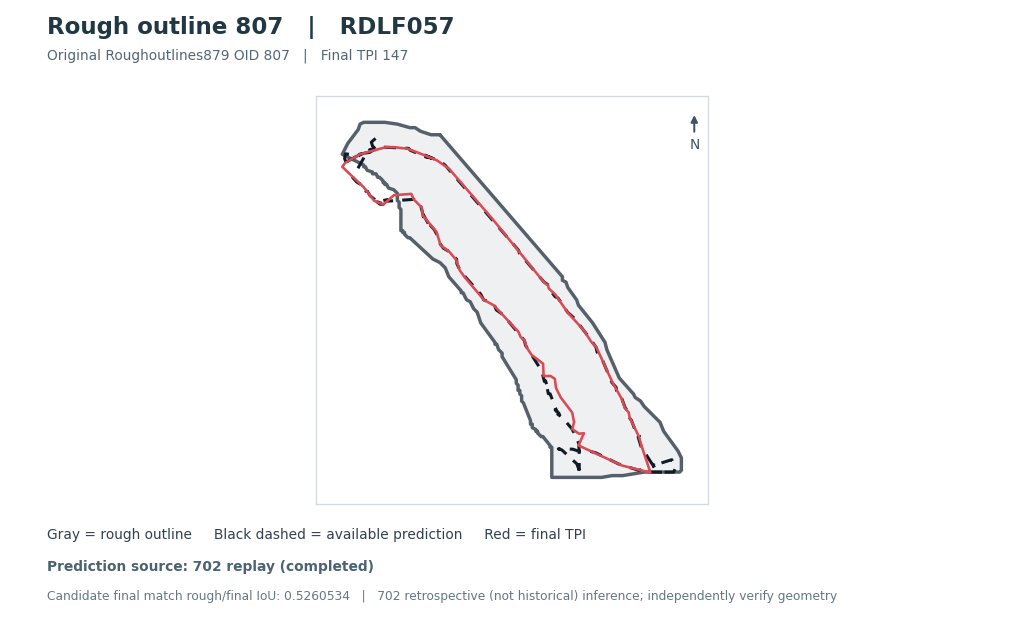 Rough outline 807 | RDLF057
Original Roughoutlines879 OID 807 | Final TPI 147
N
Gray = rough outline Black dashed = available prediction Red = final TPI
Prediction source: 702 replay (completed)
Candidate final match rough/final IoU: 0.5260534 | 702 retrospective (not historical) inference; independently verify geometry